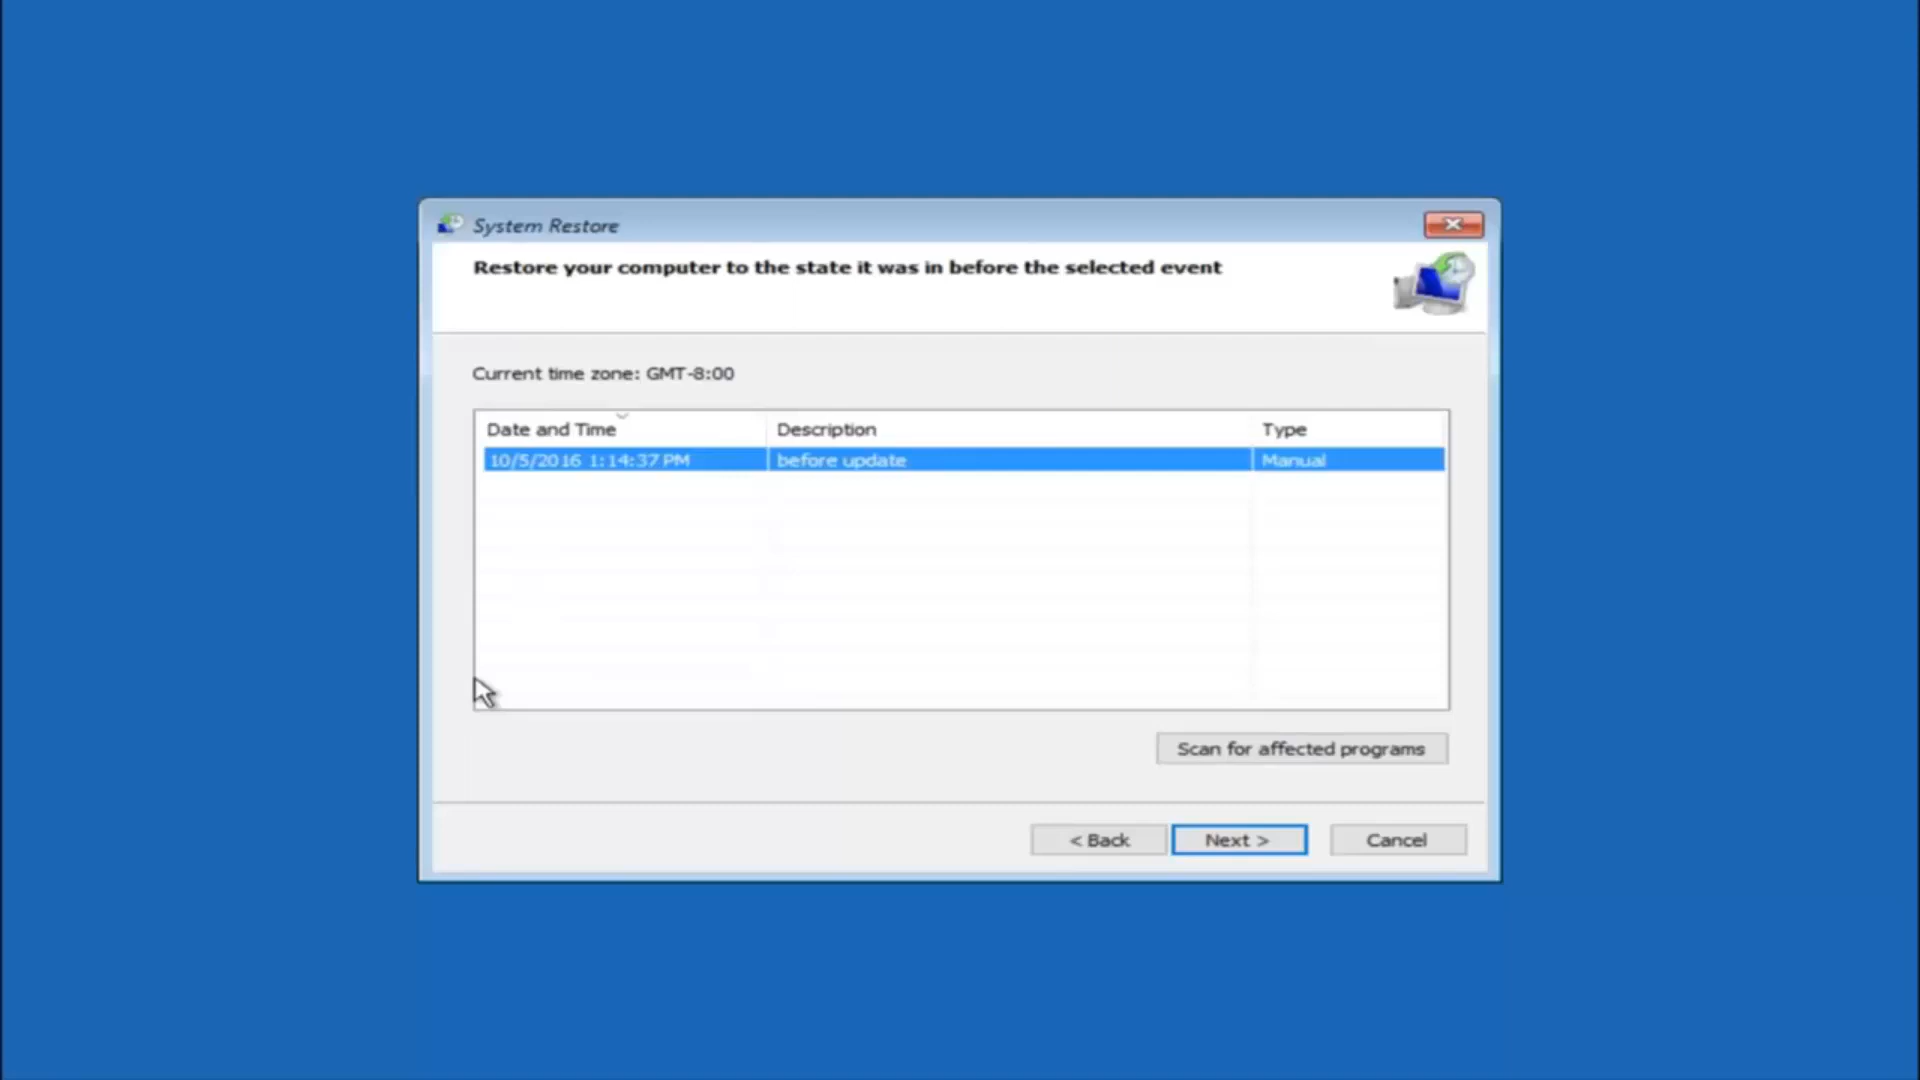 System Restore
Restore your computer to the state it was in before the selected event
Current time zone: GMT-8:00
Date and Time Description Type
10/5/2016 1:14:37 PM before update Manual
Scan for affected programs
< Back Next > Cancel